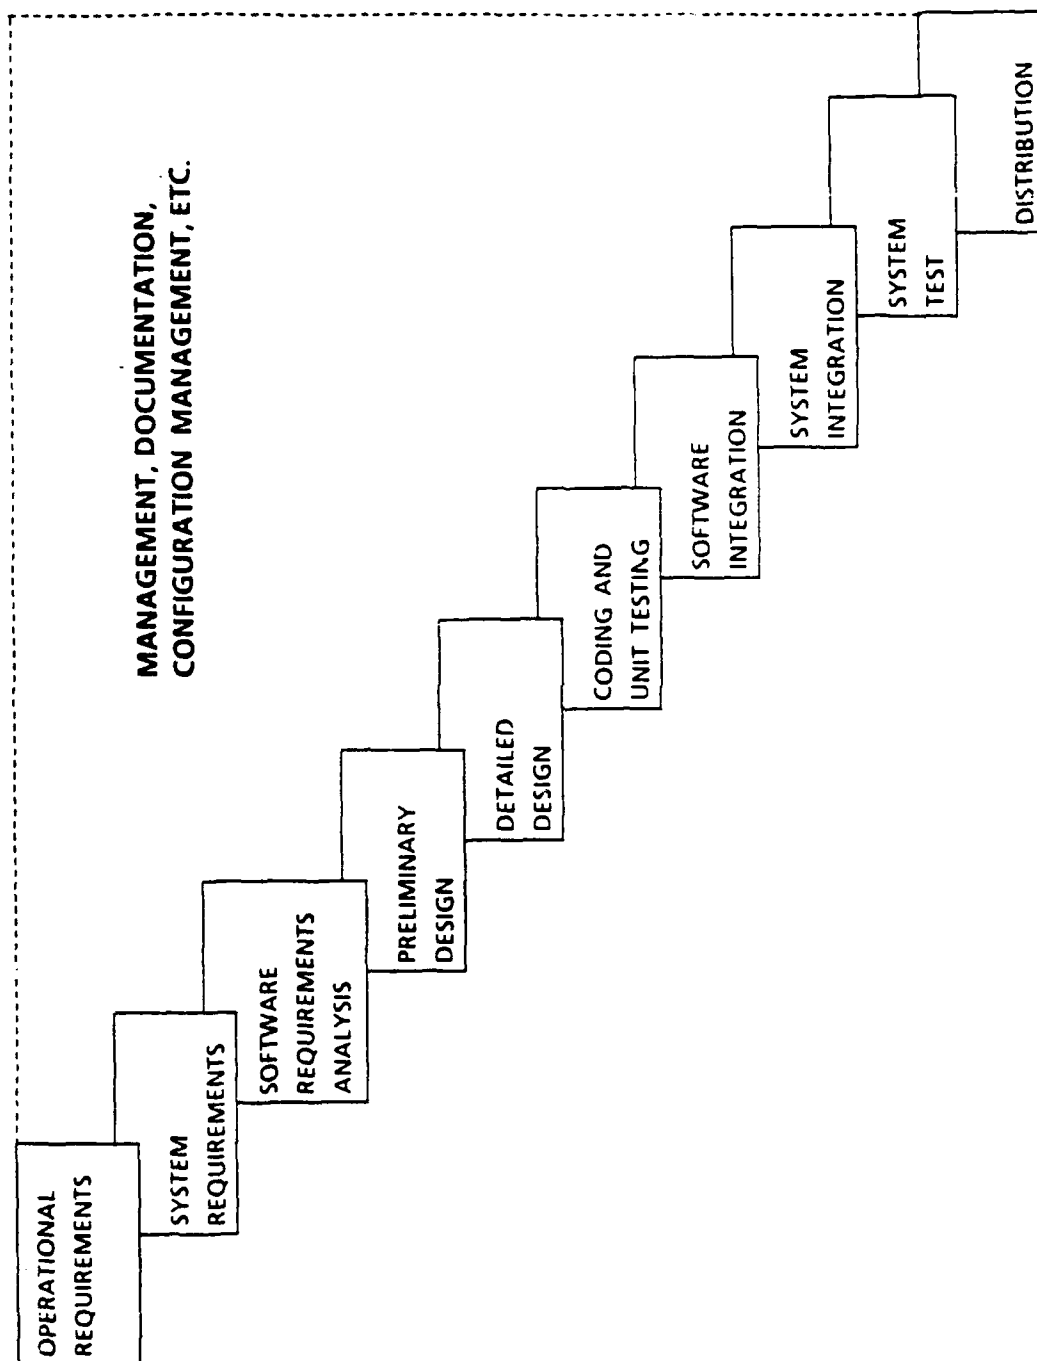 OPERATIONAL
REQUIREMENTS
SYSTEM
REQUIREMENTS
SOFTWARE
REQUIREMENTS
ANALYSIS
PRELIMINARY
DESIGN
DETAILED
DESIGN
CODING AND
UNIT TESTING
SOFTWARE
INTEGRATION
SYSTEM
INTEGRATION
SYSTEM
TEST
DISTRIBUTION
MANAGEMENT, DOCUMENTATION,
CONFIGURATION MANAGEMENT, ETC.